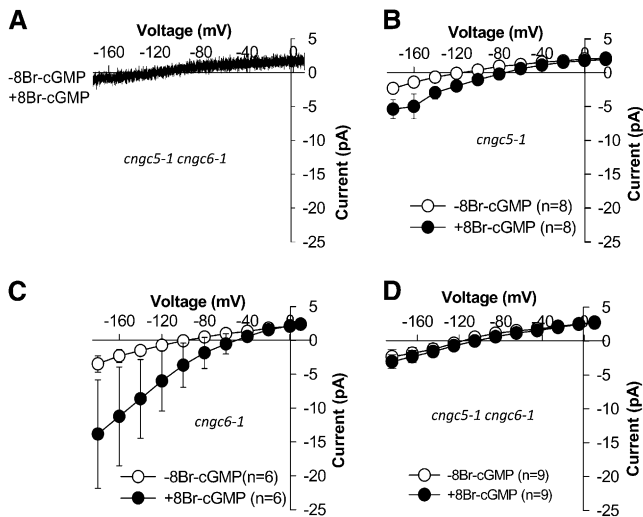 A
Voltage (mV)
-160 -120 -80 -40 0
5
0
-5
-10
-15
-20
-25
Current (pA)
-8Br-cGMP
+8Br-cGMP
cngc5-1 cngc6-1
B
Voltage (mV)
-160 -120 -80 -40 0
5
0
-5
-10
-15
-20
-25
Current (pA)
cngc5-1
-8Br-cGMP (n=8)
+8Br-cGMP (n=8)
C
Voltage (mV)
-160 -120 -80 -40 0
5
0
-5
-10
-15
-20
-25
Current (pA)
cngc6-1
-8Br-cGMP(n=6)
+8Br-cGMP (n=6)
D
Voltage (mV)
-160 -120 -80 -40 0
5
0
-5
-10
-15
-20
-25
Current (pA)
cngc5-1 cngc6-1
-8Br-cGMP (n=9)
+8Br-cGMP (n=9)